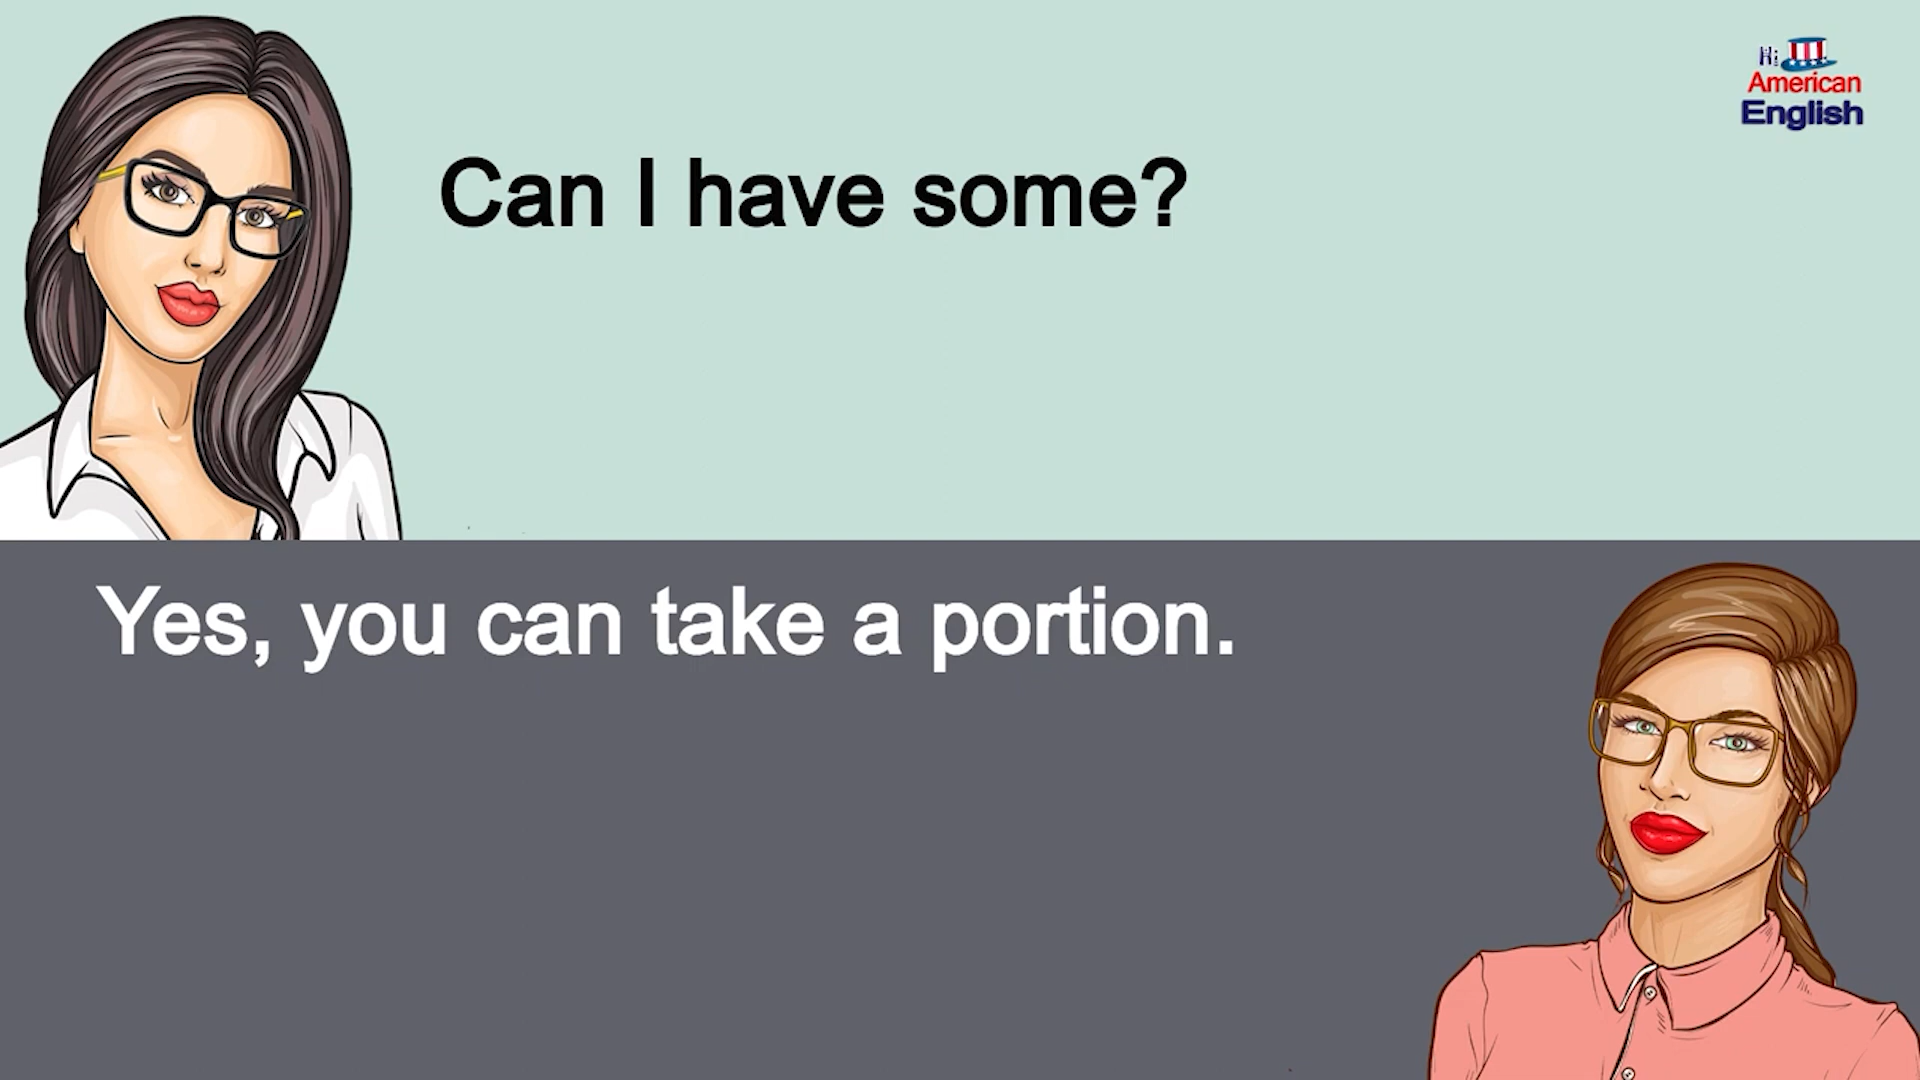 Hi
American
English
Can I have some?
Yes, you can take a portion.